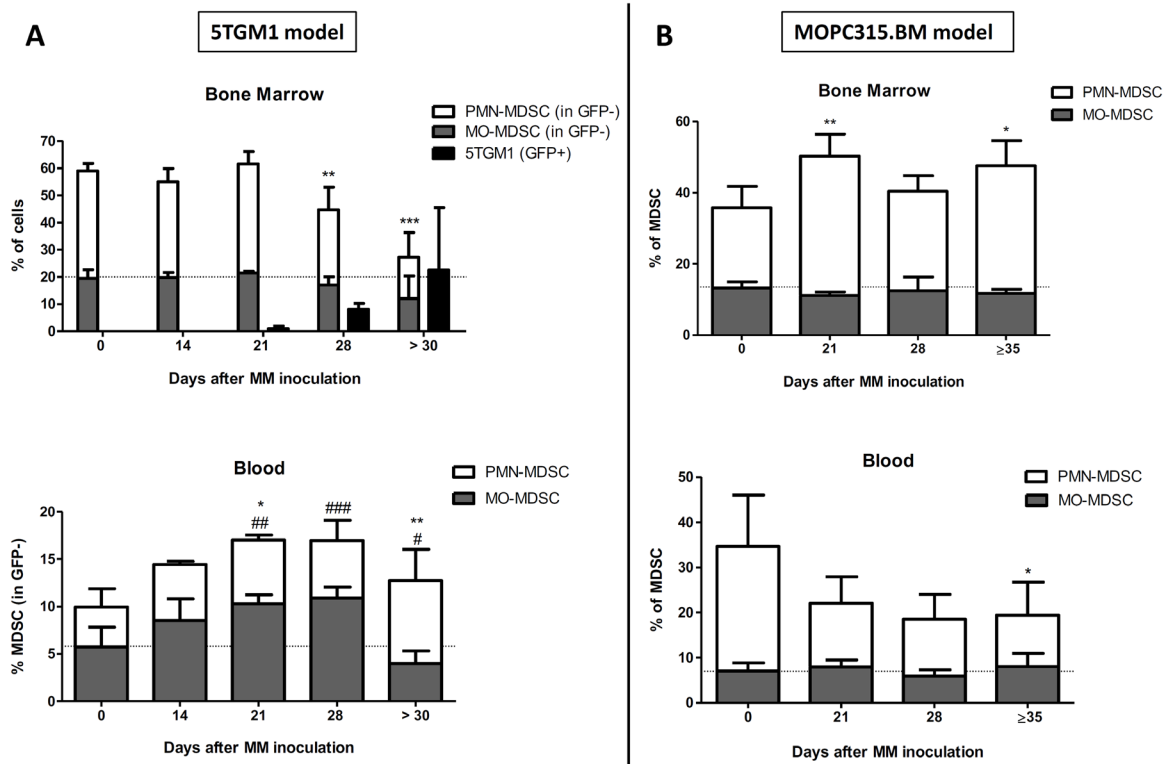 A
5TGM1 model
Bone Marrow
PMN-MDSC (in GFP-)
MO-MDSC (in GFP-)
5TGM1 (GFP+)
% of cells
70
60
50
40
30
20
10
0
**
***
0 14 21 28 > 30
Days after MM inoculation
Blood
PMN-MDSC
MO-MDSC
% MDSC (in GFP-)
20
15
10
5
0
* ### **
## #
0 14 21 28 > 30
Days after MM inoculation
B
MOPC315.BM model
Bone Marrow
PMN-MDSC
MO-MDSC
% of MDSC
60
40
20
0
** *
0 21 28 ≥35
Days after MM inoculation
Blood
PMN-MDSC
MO-MDSC
% of MDSC
50
40
30
20
10
0
*
0 21 28 ≥35
Days after MM inoculation